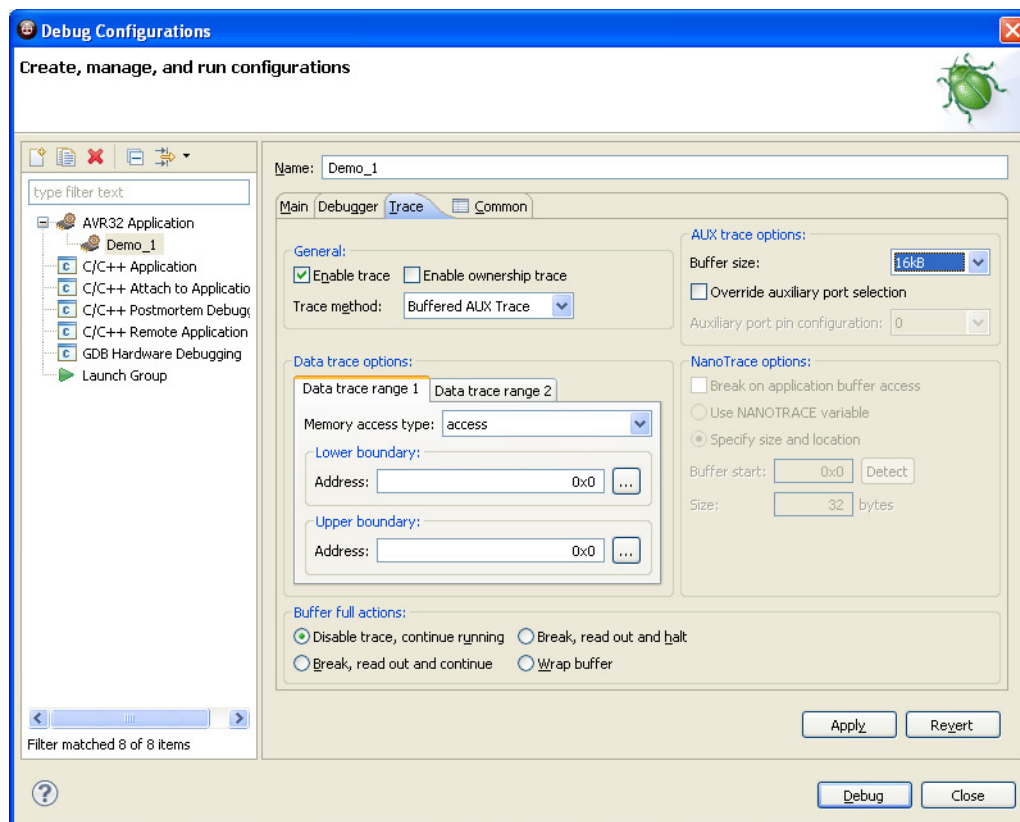 Debug Configurations
Create, manage, and run configurations
type filter text
AVR32 Application
Demo_1
C/C++ Application
C/C++ Attach to Applicatio
C/C++ Postmortem Debugg
C/C++ Remote Application
GDB Hardware Debugging
Launch Group
Filter matched 8 of 8 items
Name: Demo_1
Main Debugger Trace Common
General:
Enable trace Enable ownership trace
Trace method: Buffered AUX Trace
AUX trace options:
Buffer size: 16kB
Override auxiliary port selection
Auxiliary port pin configuration: 0
Data trace options:
Data trace range 1 Data trace range 2
Memory access type: access
Lower boundary:
Address: 0x0 ...
Upper boundary:
Address: 0x0 ...
NanoTrace options:
Break on application buffer access
Use NANOTRACE variable
Specify size and location
Buffer start: 0x0 Detect
Size: 32 bytes
Buffer full actions:
Disable trace, continue running Break, read out and halt
Break, read out and continue Wrap buffer
Apply Revert
Debug Close